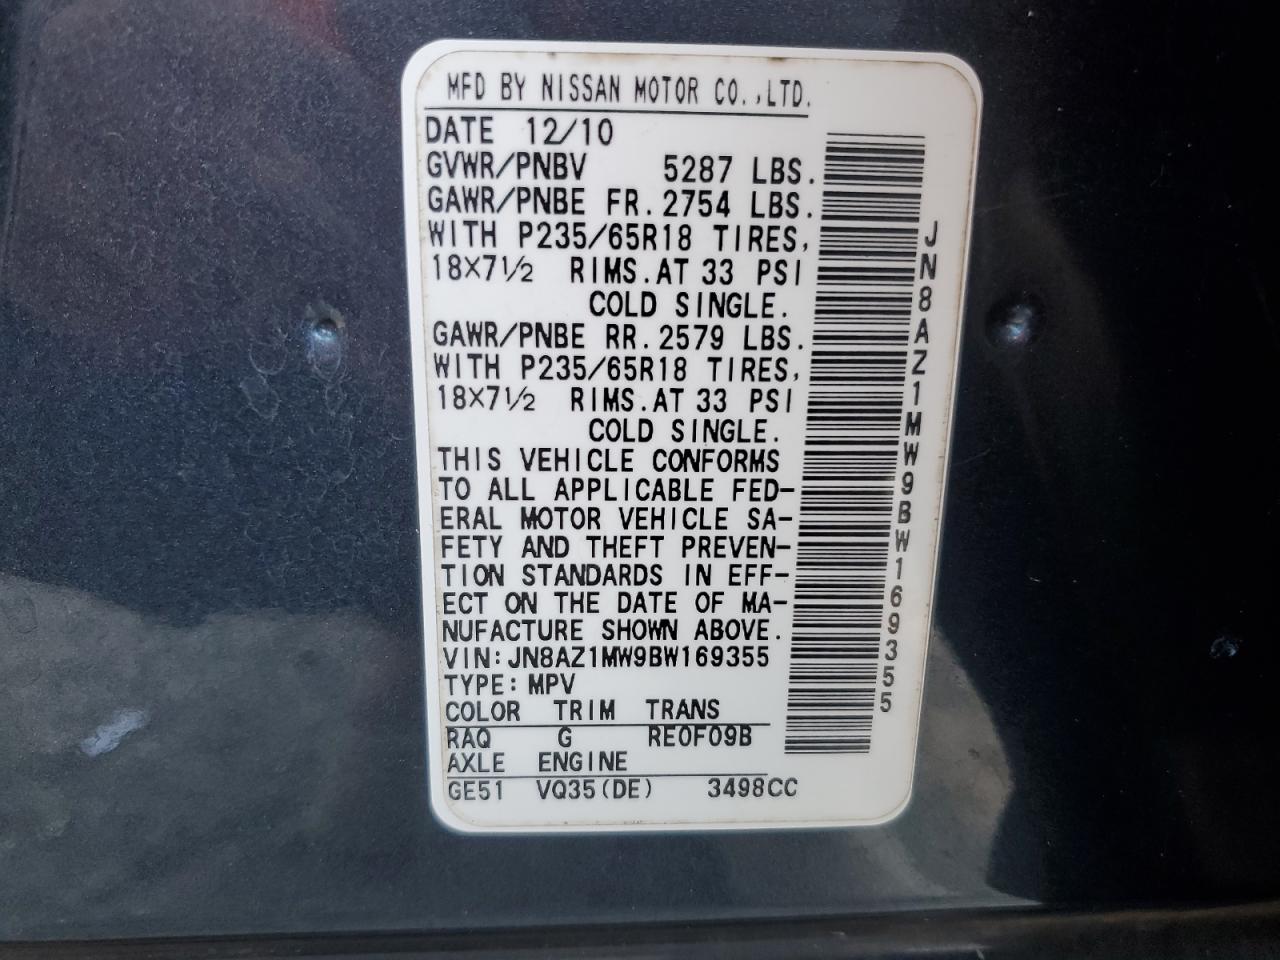 MFD BY NISSAN MOTOR CO.,LTD.
DATE 12/10
GVWR/PNBV 5287 LBS.
GAWR/PNBE FR.2754 LBS.
WITH P235/65R18 TIRES,
18X7½ RIMS.AT 33 PSI
COLD SINGLE.
GAWR/PNBE RR.2579 LBS.
WITH P235/65R18 TIRES,
18X7½ RIMS.AT 33 PSI
COLD SINGLE.
THIS VEHICLE CONFORMS
TO ALL APPLICABLE FED-
ERAL MOTOR VEHICLE SA-
FETY AND THEFT PREVEN-
TION STANDARDS IN EFF-
ECT ON THE DATE OF MA-
NUFACTURE SHOWN ABOVE.
VIN:JN8AZ1MW9BW169355
TYPE:MPV
COLOR TRIM TRANS
RAQ G RE0F09B
AXLE ENGINE
GE51 VQ35(DE) 3498CC
JN8AZ1MW9BW169355